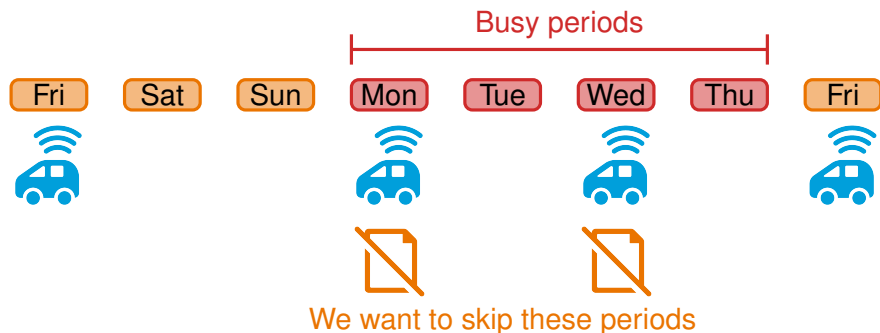 Busy periods
Fri Sat Sun Mon Tue Wed Thu Fri
We want to skip these periods